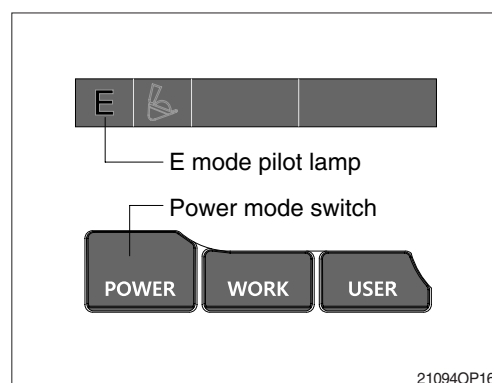 E
E mode pilot lamp
Power mode switch
POWER WORK USER
21094OP16